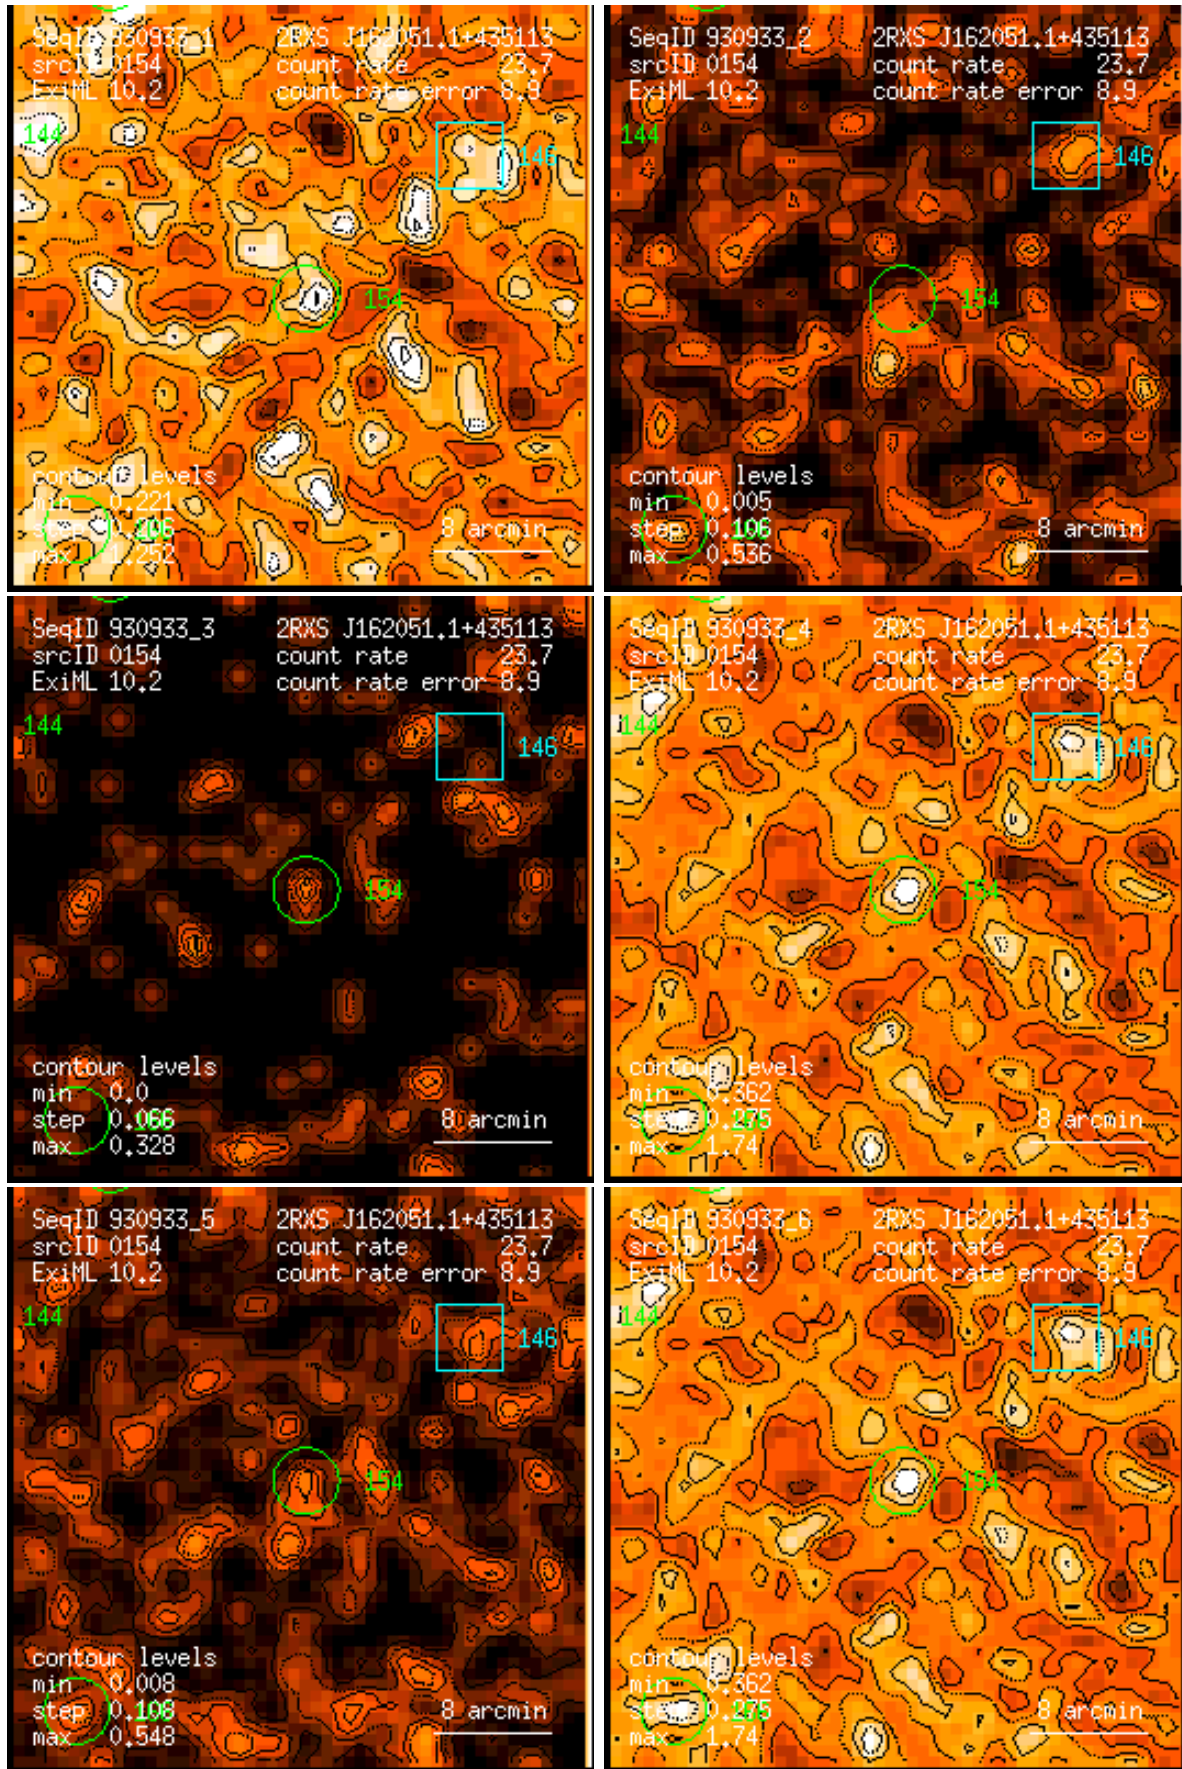 SeqID 930933_1 2RXS J162051.1+435113
srcID 0154 count rate 23.7
ExiML 10.2 count rate error 8.9
144
146
154
contour levels
min 0.221
step 0.206
8 arcmin
max 1.252
SeqID 930933_2 2RXS J162051.1+435113
srcID 0154 count rate 23.7
ExiML 10.2 count rate error 8.9
144
146
154
contour levels
min 0.005
step 0.106
8 arcmin
max 0.536
SeqID 930933_3 2RXS J162051.1+435113
srcID 0154 count rate 23.7
ExiML 10.2 count rate error 8.9
144
146
154
contour levels
min 0.0
step 0.066
8 arcmin
max 0.328
SeqID 930933_4 2RXS J162051.1+435113
srcID 0154 count rate 23.7
ExiML 10.2 count rate error 8.9
144
146
154
contour levels
min 0.362
step 0.275
8 arcmin
max 1.74
SeqID 930933_5 2RXS J162051.1+435113
srcID 0154 count rate 23.7
ExiML 10.2 count rate error 8.9
144
146
154
contour levels
min 0.008
step 0.108
8 arcmin
max 0.548
SeqID 930933_6 2RXS J162051.1+435113
srcID 0154 count rate 23.7
ExiML 10.2 count rate error 8.9
144
146
154
contour levels
min 0.362
step 0.275
8 arcmin
max 1.74